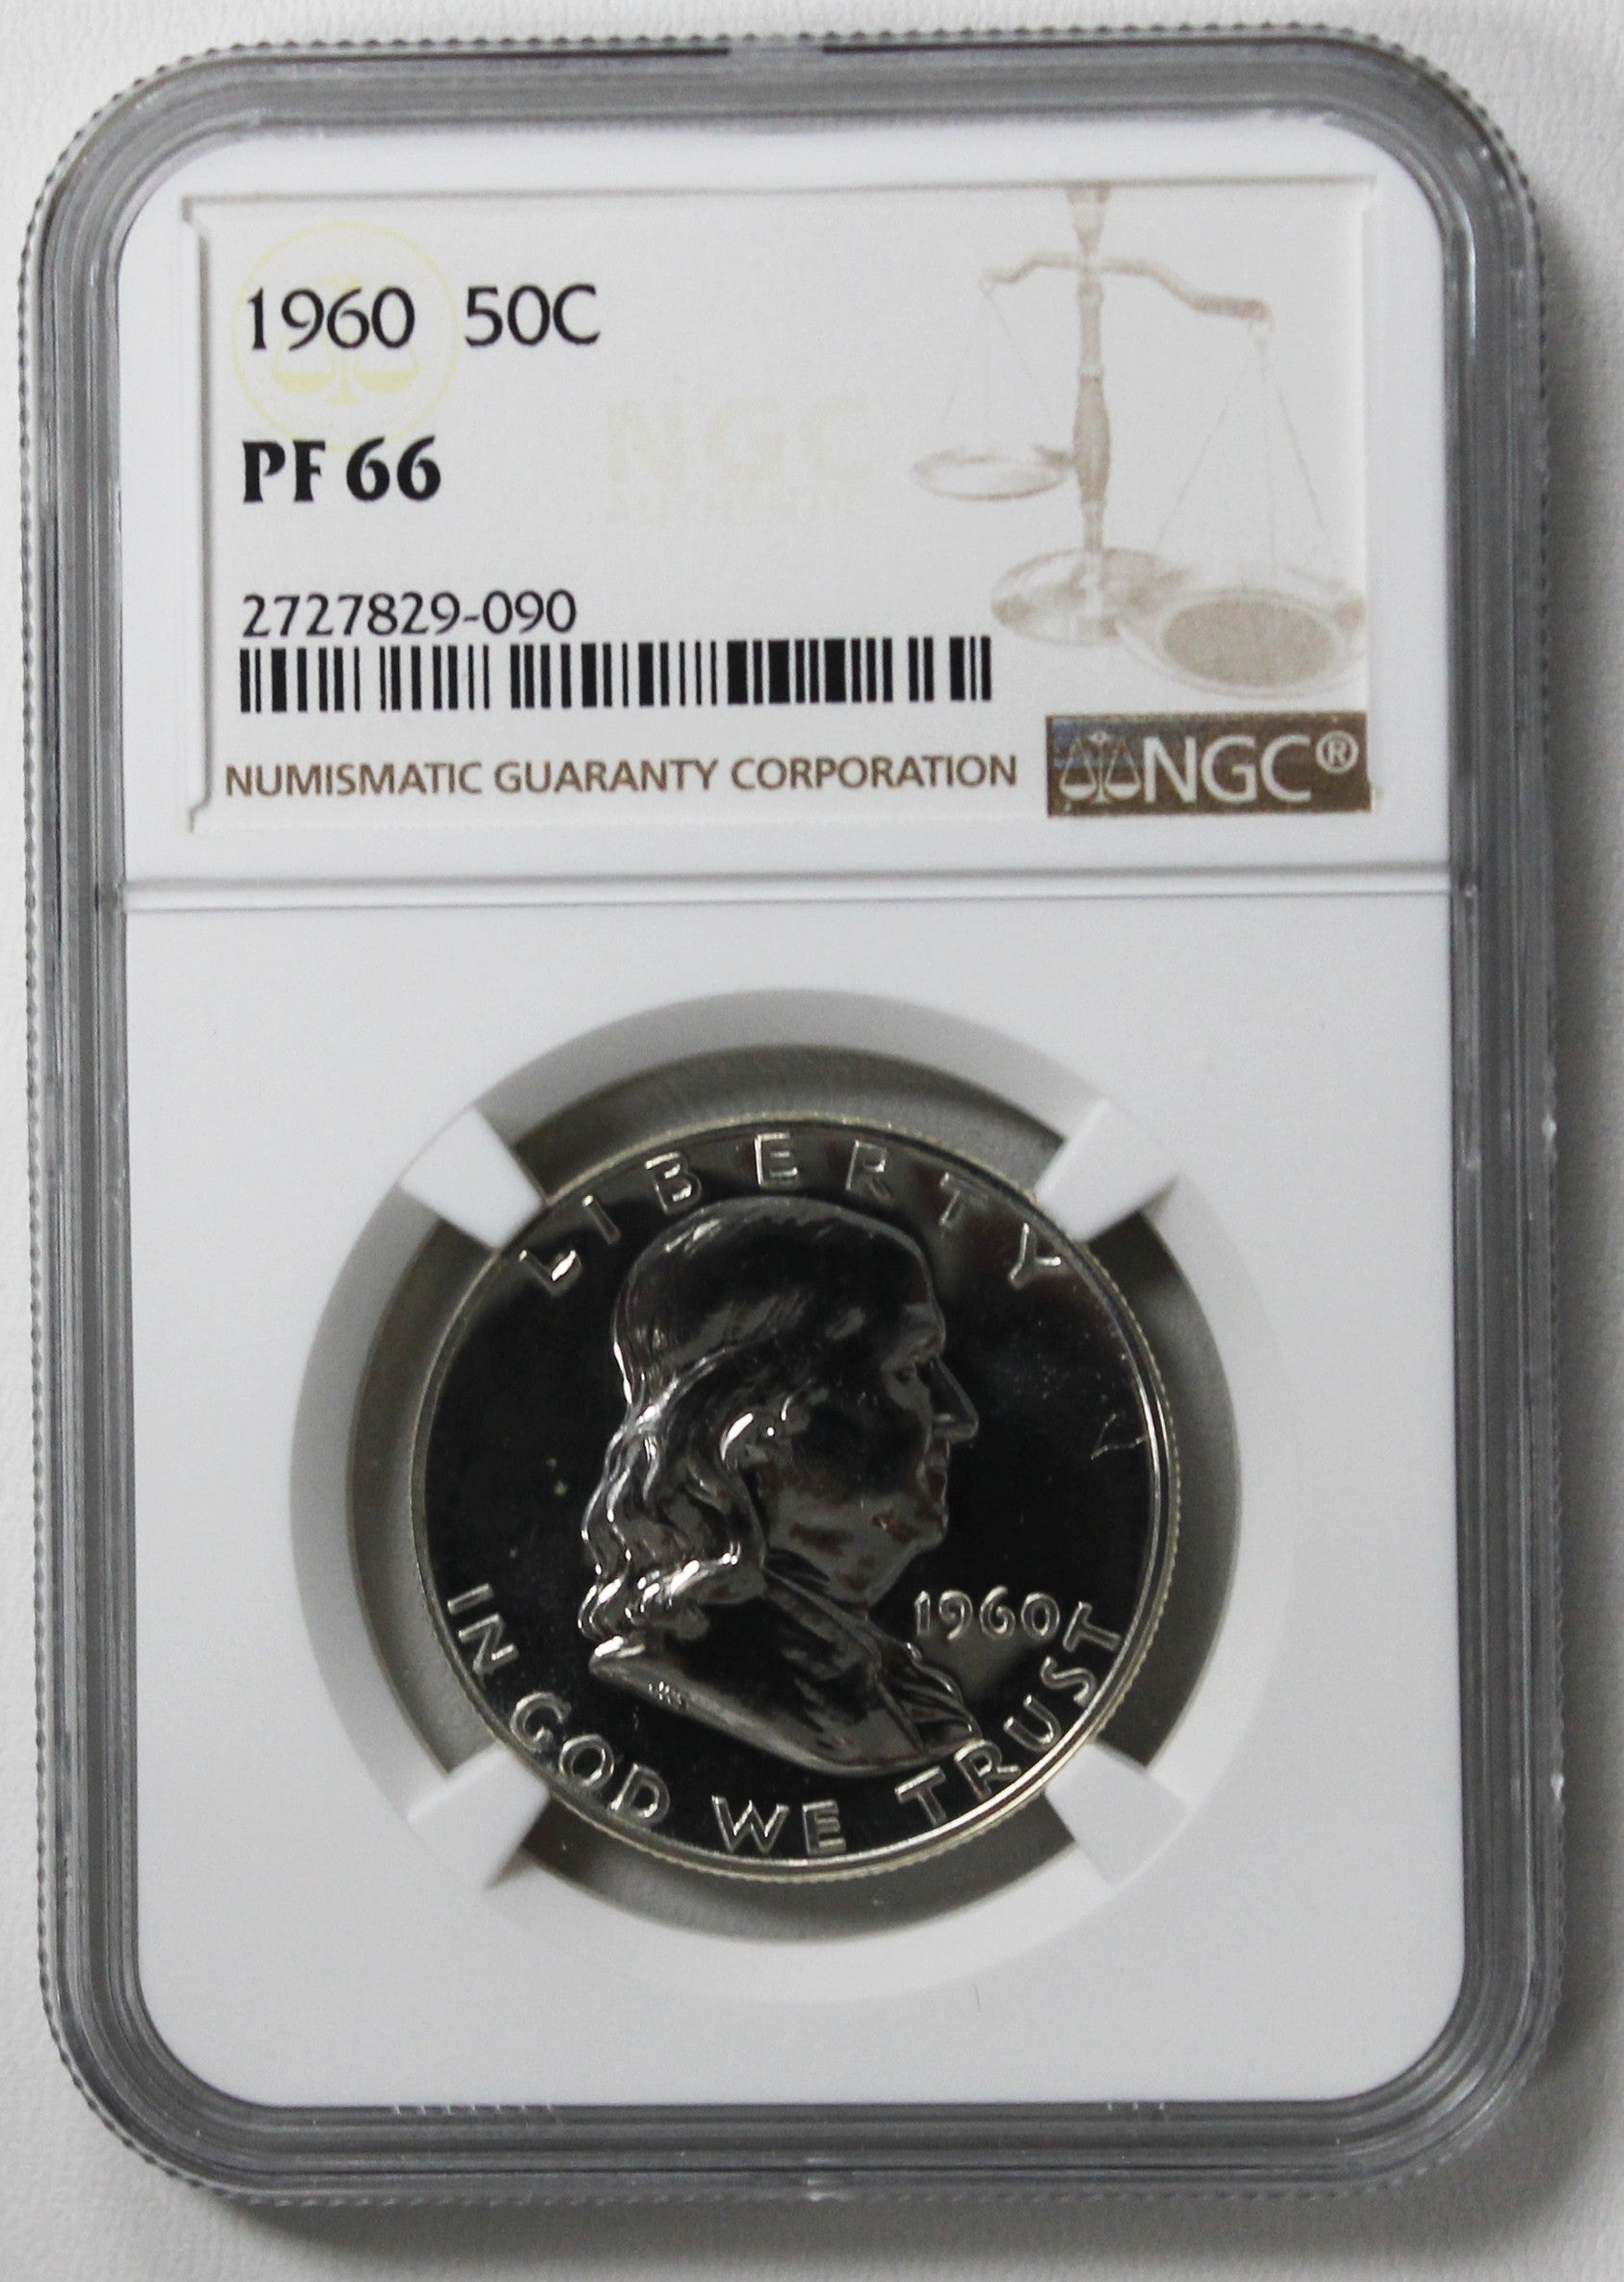 1960 50C
PF 66
2727829-090
NUMISMATIC GUARANTY CORPORATION
NGC®
LIBERTY
1960
IN GOD WE TRUST